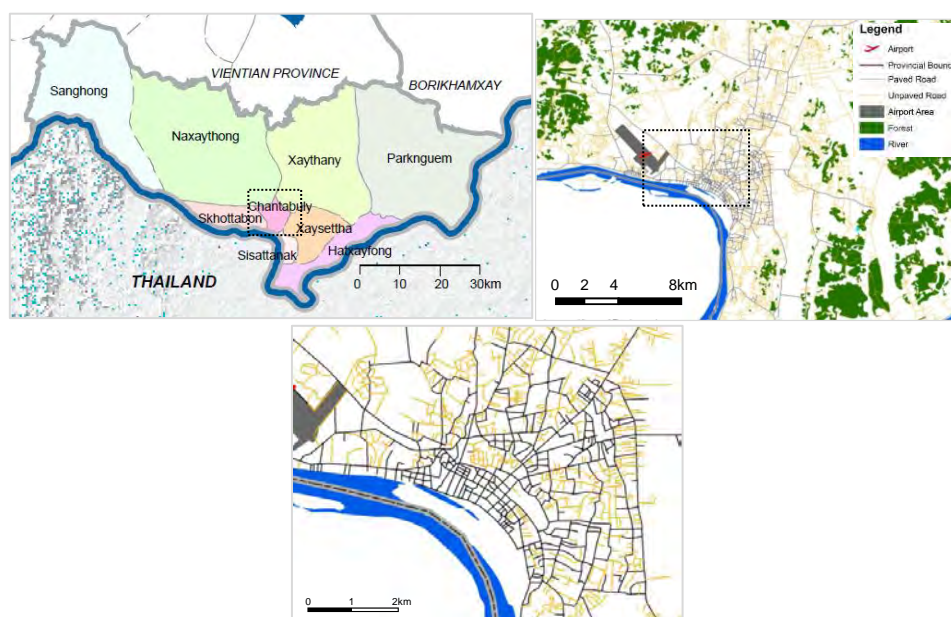 VIENTIAN PROVINCE
BORIKHAMXAY
Sanghong
Naxaythong
Xaythany
Parknguem
Chantabuly
Skhottabon
Xaysettha
Sisattanak
Hatxayfong
THAILAND
0 10 20 30km
Legend
Airport
Provincial Bound
Paved Road
Unpaved Road
Airport Area
Forest
River
0 2 4 8km
0 1 2km